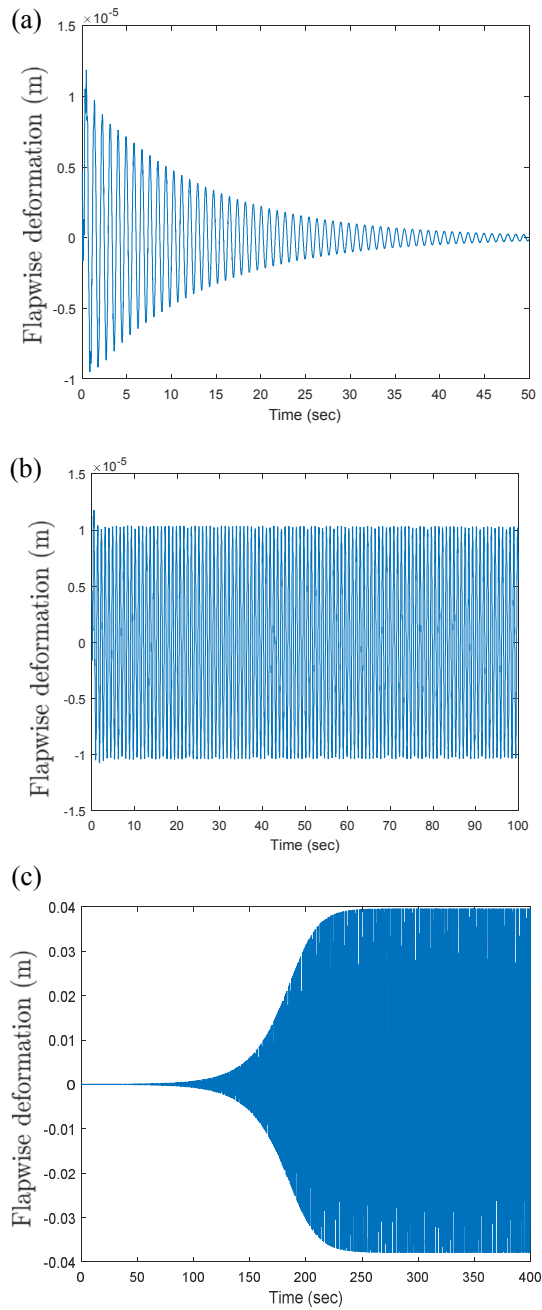 (a)
×10-5
1.5
1
0.5
0
-0.5
-1
Flapwise deformation (m)
0 5 10 15 20 25 30 35 40 45 50
Time (sec)
(b)
×10-5
1.5
1
0.5
0
-0.5
-1
-1.5
Flapwise deformation (m)
0 10 20 30 40 50 60 70 80 90 100
Time (sec)
(c)
0.04
0.03
0.02
0.01
0
-0.01
-0.02
-0.03
-0.04
Flapwise deformation (m)
0 50 100 150 200 250 300 350 400
Time (sec)